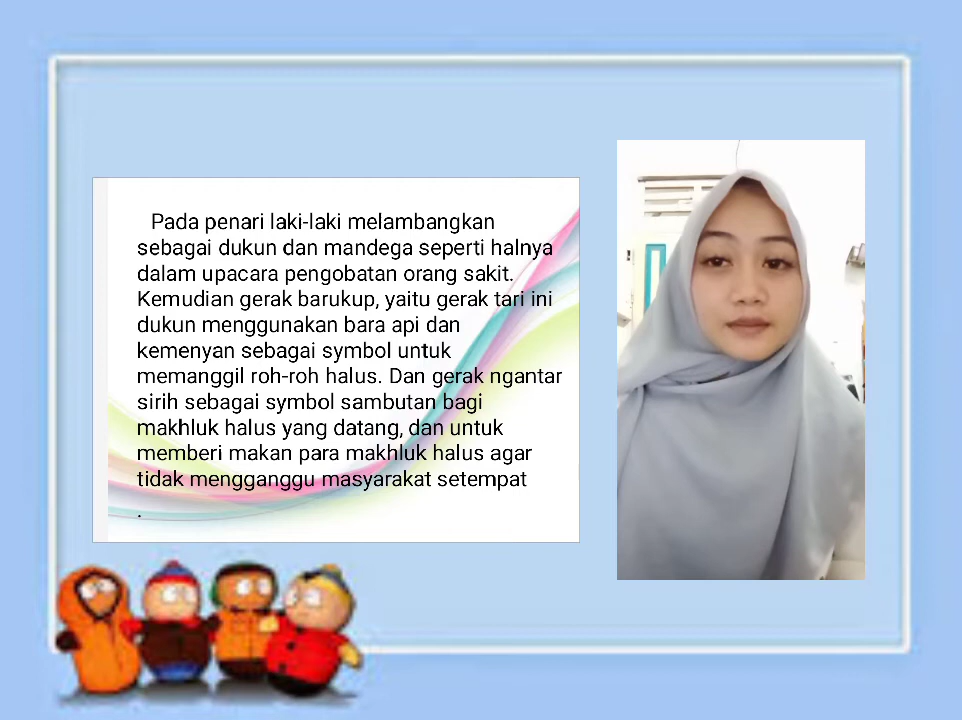 Pada penari laki-laki melambangkan
sebagai dukun dan mandega seperti halnya
dalam upacara pengobatan orang sakit.
Kemudian gerak barukup, yaitu gerak tari ini
dukun menggunakan bara api dan
kemenyan sebagai symbol untuk
memanggil roh-roh halus. Dan gerak ngantar
sirih sebagai symbol sambutan bagi
makhluk halus yang datang, dan untuk
memberi makan para makhluk halus agar
tidak mengganggu masyarakat setempat
.